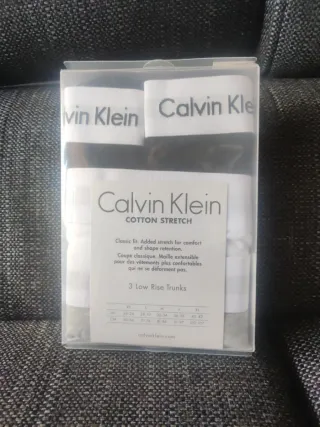 vin Klein
Calvin Kle
Calvin Klein
COTTON STRETCH
Classic fit. Added stretch for comfort
and shape retention.
Coupe classique. Maille extensible
pour des vêtements plus confortables
qui ne se déforment pas.
3 Low Rise Trunks